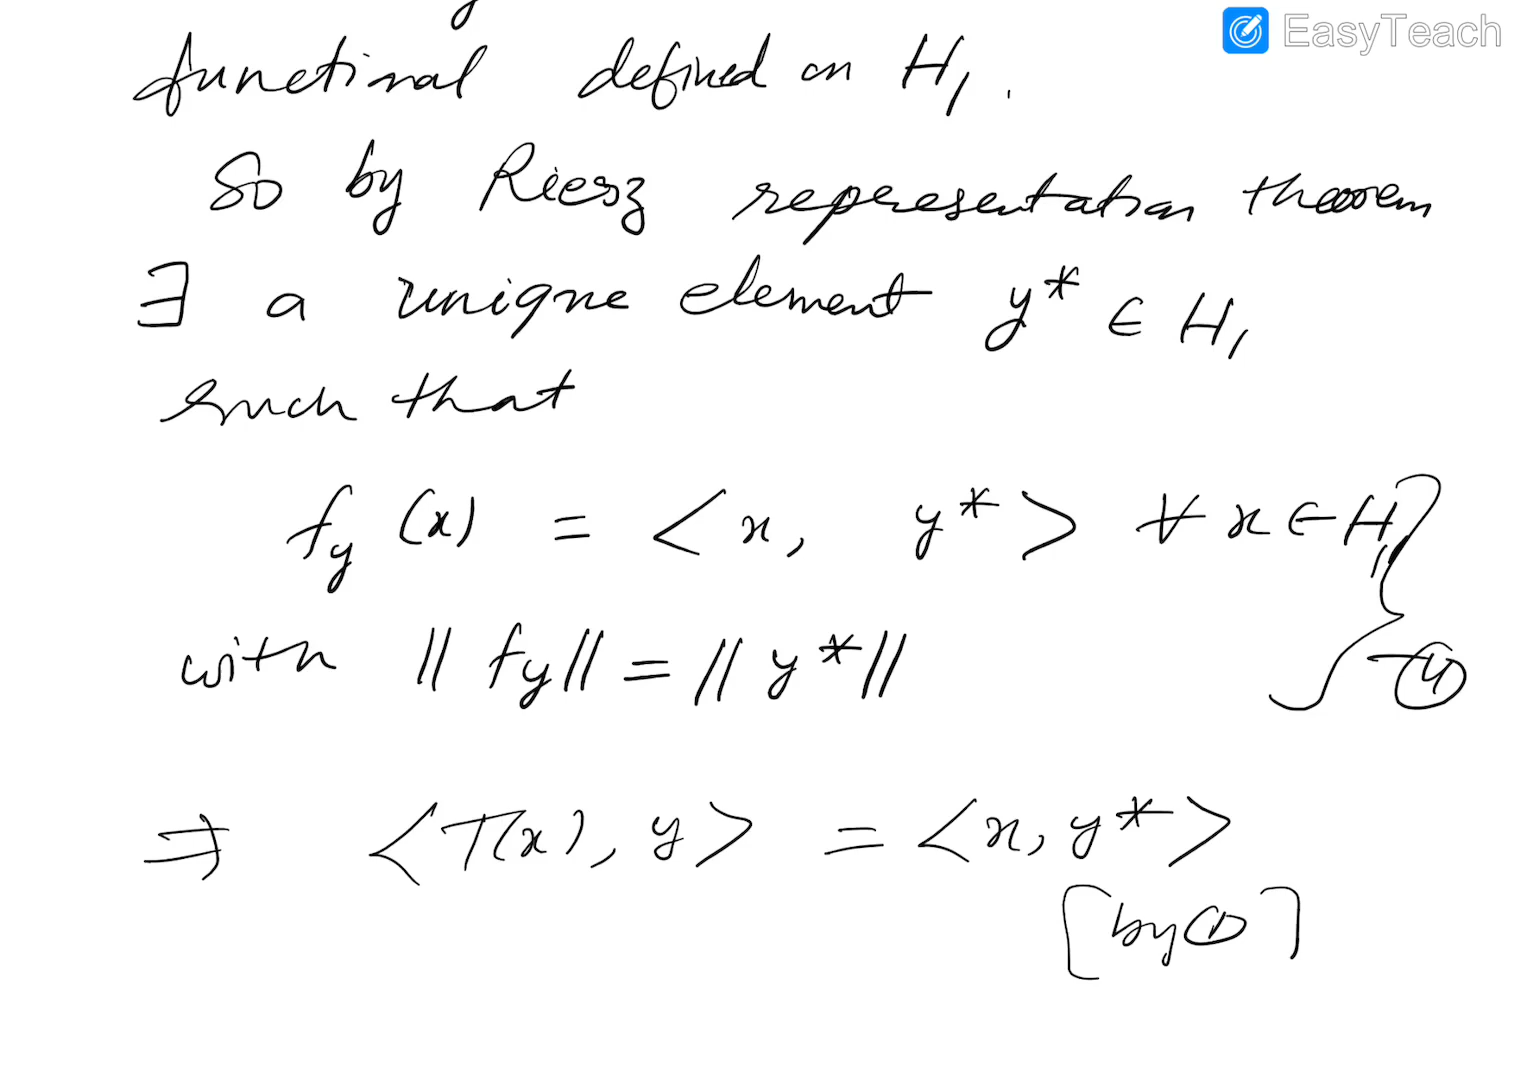 EasyTeach
functional defined on H₁.
So by Riesz representation theorem
∃ a unique element y* ∈ H₁
such that
f_y (x) = <x, y*> ∀ x ∈ H₁
with || f_y || = || y* || —④
⇒ <T(x), y> = <x, y*>
[by ①]